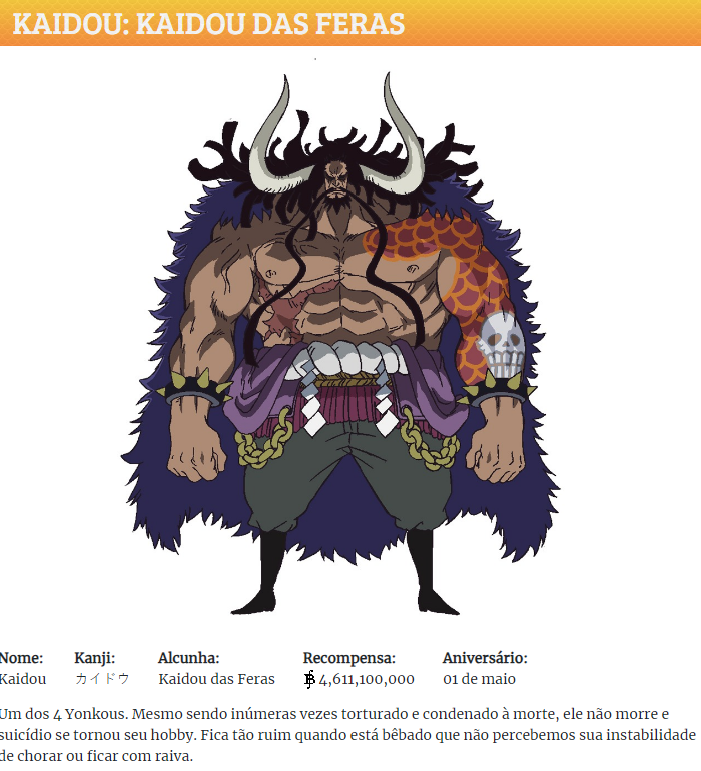 KAIDOU: KAIDOU DAS FERAS
Nome: Kanji: Alcunha: Recompensa: Aniversário:
Kaidou カイドウ Kaidou das Feras ฿ 4,611,100,000 01 de maio
Um dos 4 Yonkous. Mesmo sendo inúmeras vezes torturado e condenado à morte, ele não morre e
suicídio se tornou seu hobby. Fica tão ruim quando está bêbado que não percebemos sua instabilidade
de chorar ou ficar com raiva.